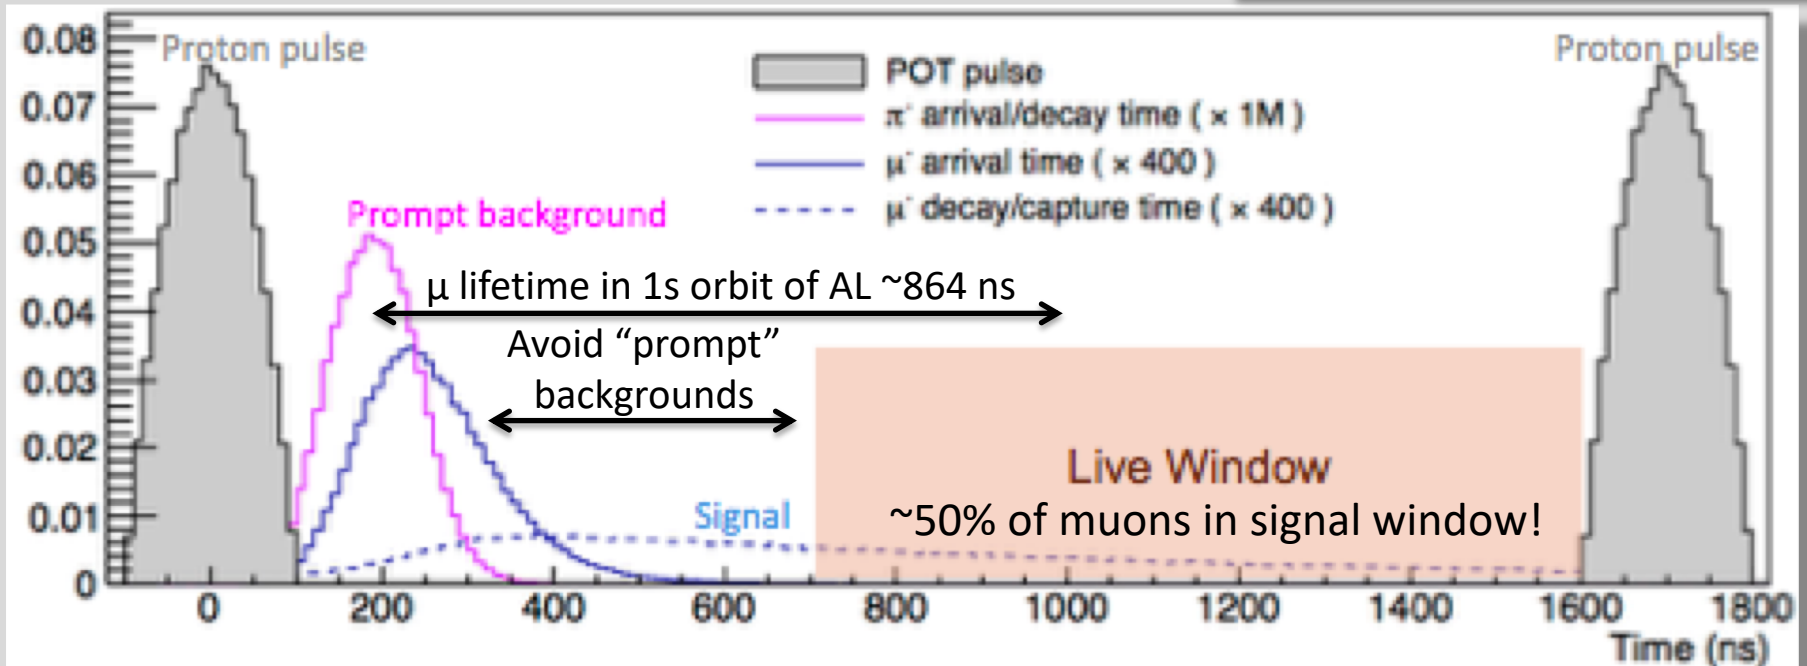 Proton pulse
Proton pulse
POT pulse
π⁻ arrival/decay time ( × 1M )
μ⁻ arrival time ( × 400 )
μ⁻ decay/capture time ( × 400 )
Prompt background
μ lifetime in 1s orbit of AL ~864 ns
Avoid “prompt”
backgrounds
Signal
Live Window
~50% of muons in signal window!
0.08
0.07
0.06
0.05
0.04
0.03
0.02
0.01
0
0 200 400 600 800 1000 1200 1400 1600 1800
Time (ns)